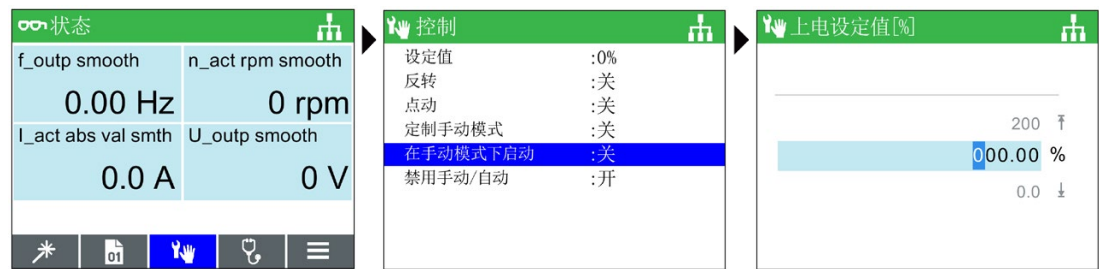 状态
f_outp smooth
n_act rpm smooth
0.00 Hz
0 rpm
I_act abs val smth
U_outp smooth
0.0 A
0 V
01
控制
设定值 :0%
反转 :关
点动 :关
定制手动模式 :关
在手动模式下启动 :关
禁用手动/自动 :开
上电设定值[%]
200
000.00 %
0.0